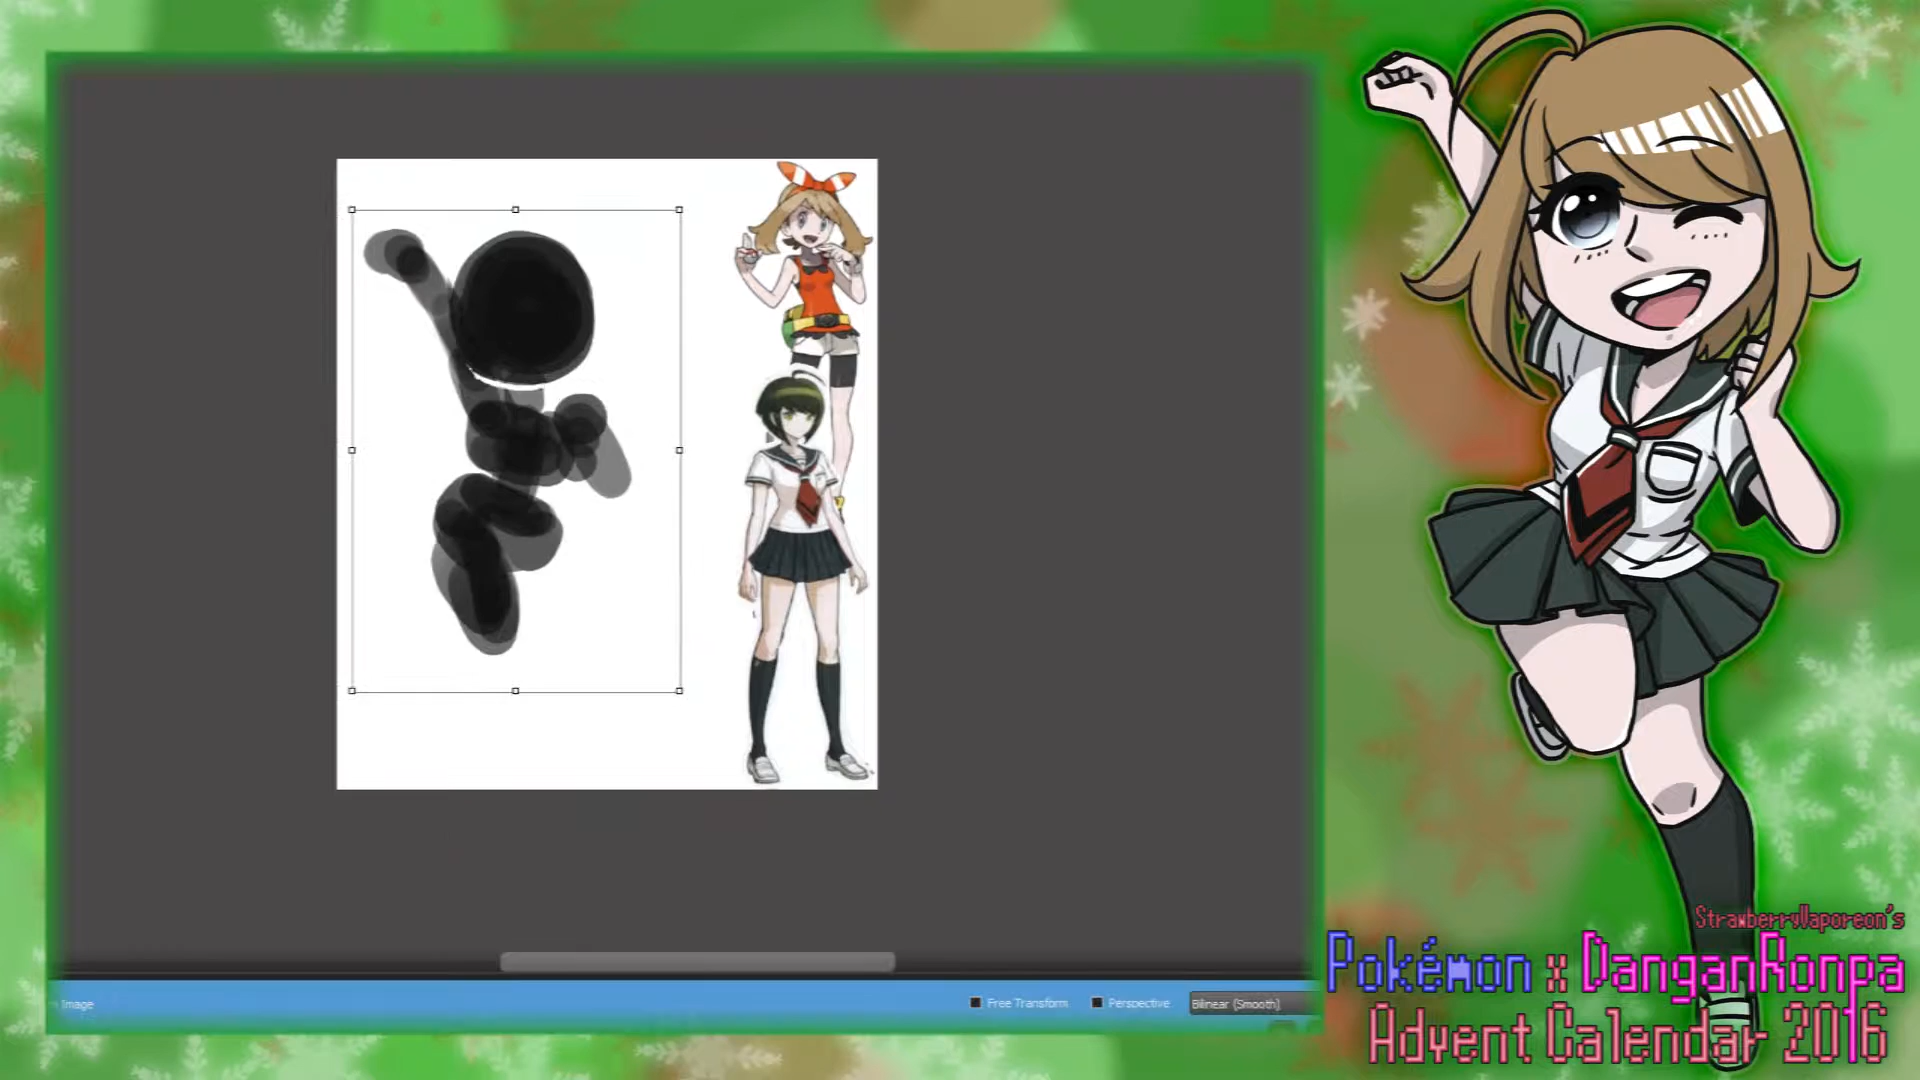 Image
Free Transform
Perspective
Bilinear (Smooth)
StrawberryVaporeon's
Pokémon x DanganRonpa
Advent Calendar 2016